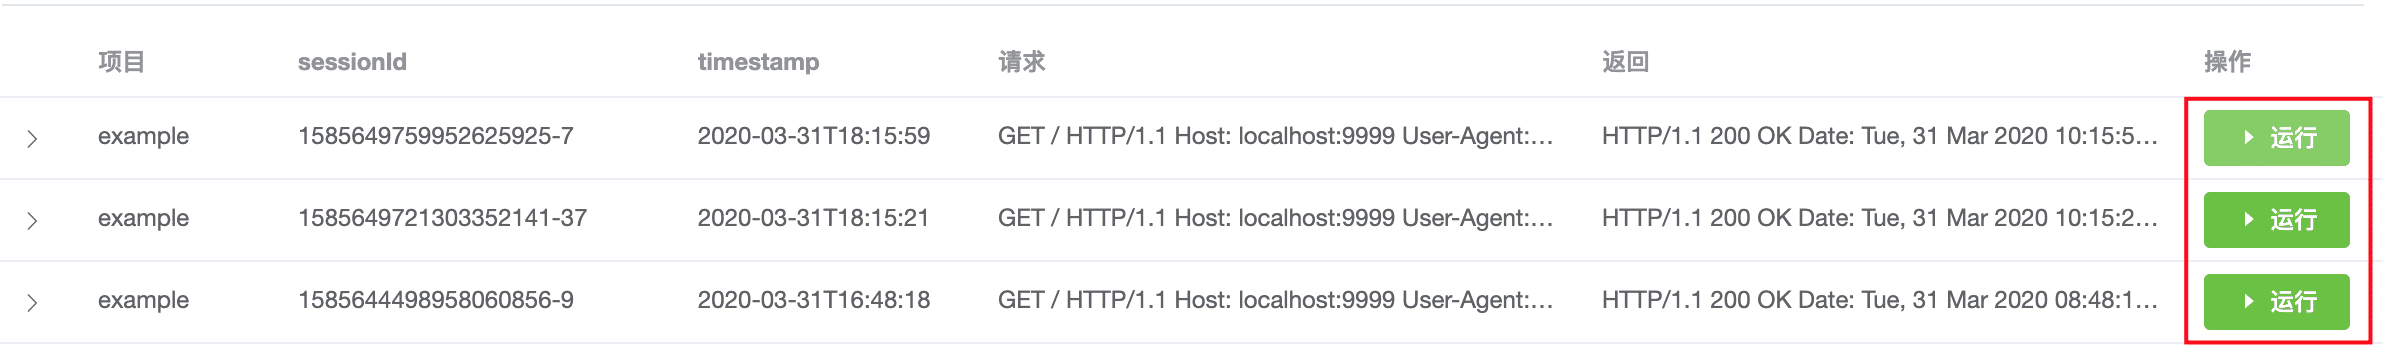 项目 sessionId timestamp 请求 返回 操作
example 1585649759952625925-7 2020-03-31T18:15:59 GET / HTTP/1.1 Host: localhost:9999 User-Agent:... HTTP/1.1 200 OK Date: Tue, 31 Mar 2020 10:15:5... 运行
example 1585649721303352141-37 2020-03-31T18:15:21 GET / HTTP/1.1 Host: localhost:9999 User-Agent:... HTTP/1.1 200 OK Date: Tue, 31 Mar 2020 10:15:2... 运行
example 1585644498958060856-9 2020-03-31T16:48:18 GET / HTTP/1.1 Host: localhost:9999 User-Agent:... HTTP/1.1 200 OK Date: Tue, 31 Mar 2020 08:48:1... 运行